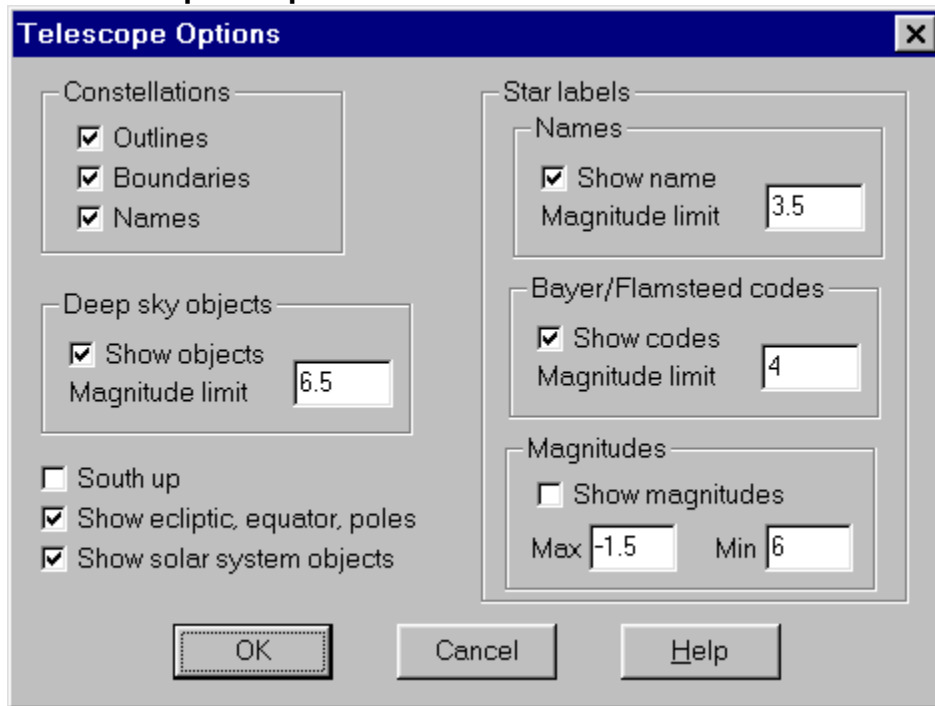 Telescope Options
Constellations
Outlines
Boundaries
Names
Deep sky objects
Show objects
Magnitude limit 6.5
South up
Show ecliptic, equator, poles
Show solar system objects
Star labels
Names
Show name
Magnitude limit 3.5
Bayer/Flamsteed codes
Show codes
Magnitude limit 4
Magnitudes
Show magnitudes
Max -1.5 Min 6
OK Cancel Help